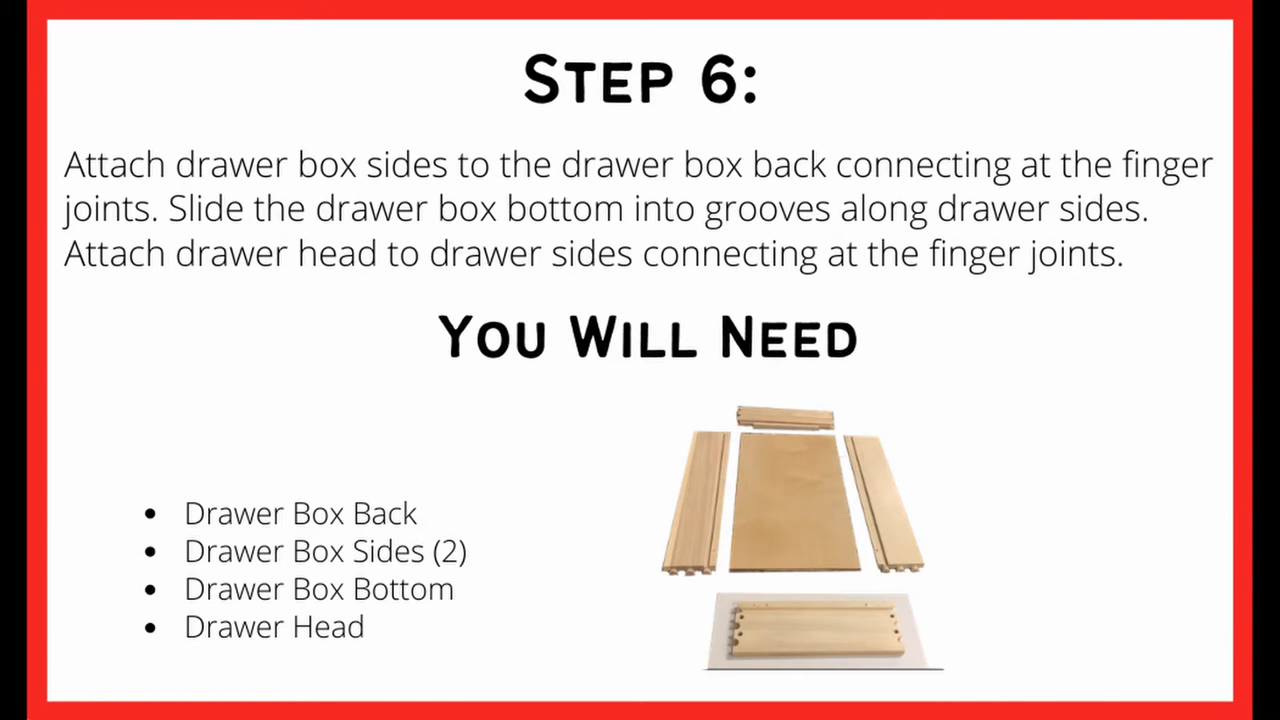 Step 6:
Attach drawer box sides to the drawer box back connecting at the finger
joints. Slide the drawer box bottom into grooves along drawer sides.
Attach drawer head to drawer sides connecting at the finger joints.
You Will Need
• Drawer Box Back
• Drawer Box Sides (2)
• Drawer Box Bottom
• Drawer Head